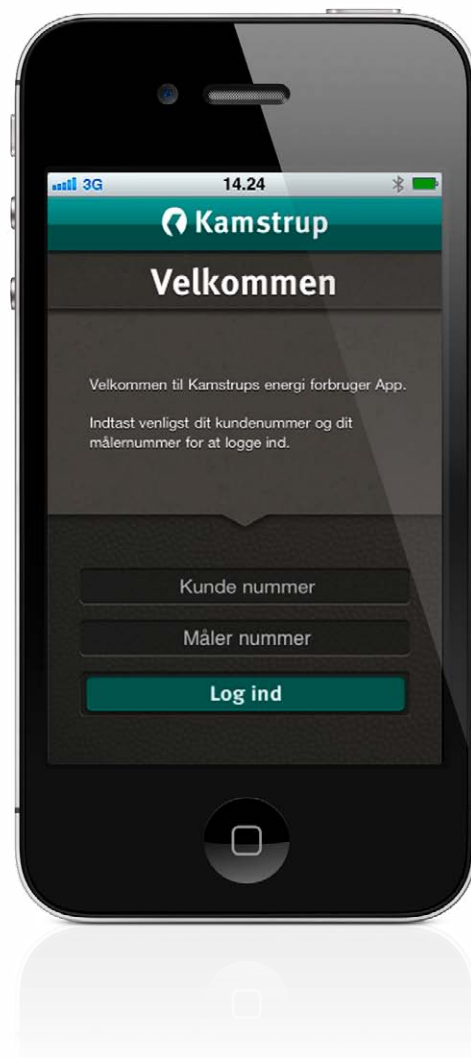 3G 14.24
Kamstrup
Velkommen
Velkommen til Kamstrups energi forbruger App.
Indtast venligst dit kundenummer og dit
målernummer for at logge ind.
Kunde nummer
Måler nummer
Log ind